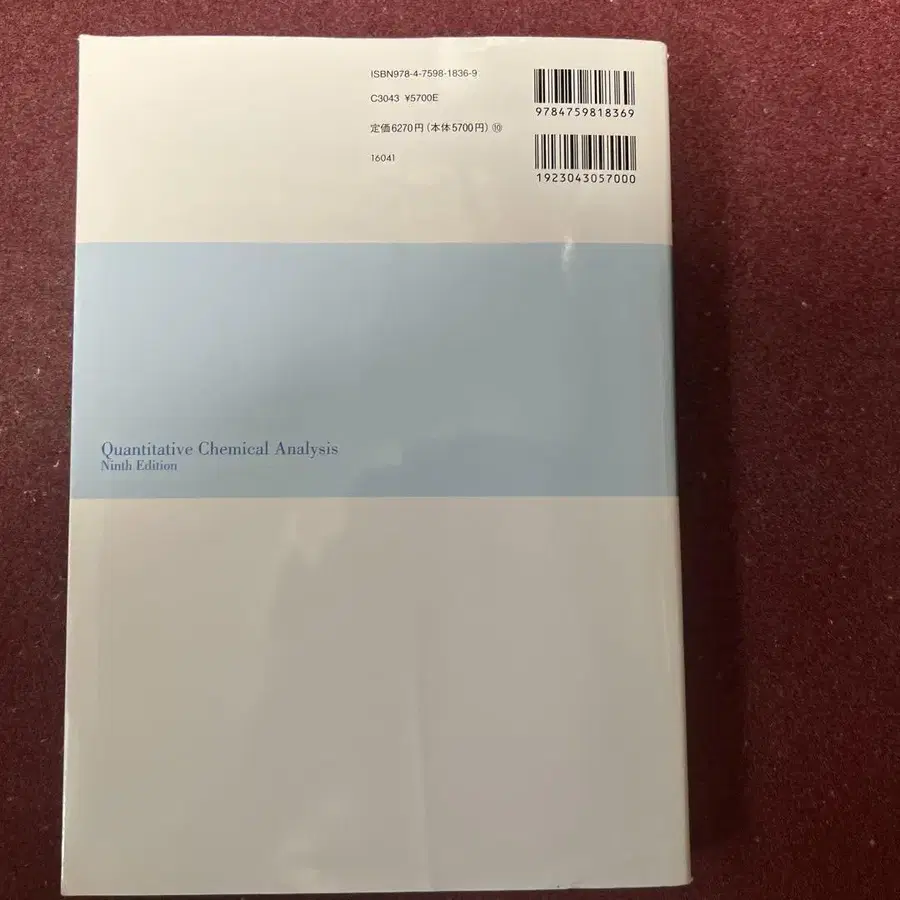 ISBN978-4-7598-1836-9
C3043 ¥5700E
定価6270円(本体5700円)⑩
16041
9784759818369
1923043057000
Quantitative Chemical Analysis
Ninth Edition